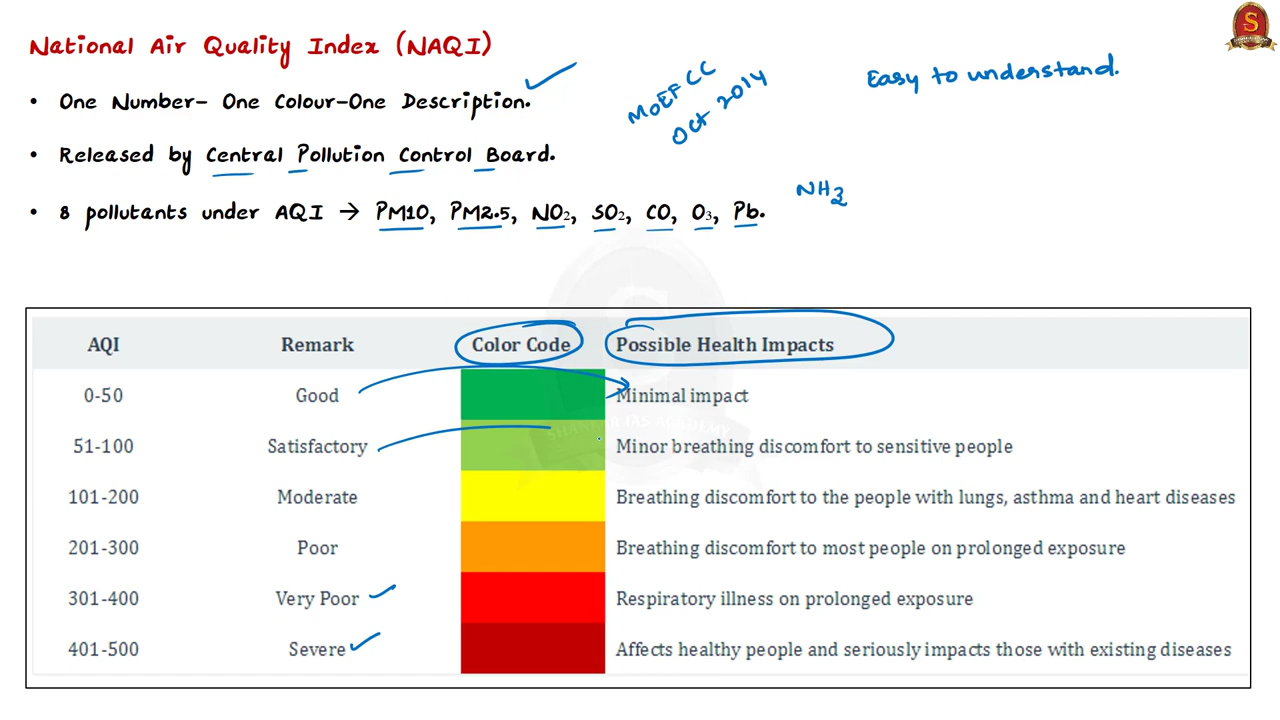 National Air Quality Index (NAQI)
Easy to understand.
MoEFCC
Oct 2014
• One Number- One Colour-One Description.
• Released by Central Pollution Control Board.
NH3
• 8 pollutants under AQI → PM10, PM2.5, NO₂, SO₂, CO, O₃, Pb.
AQI Remark Color Code Possible Health Impacts
0-50 Good Minimal impact
SHANKAR IAS ACADEMY
51-100 Satisfactory Minor breathing discomfort to sensitive people
101-200 Moderate Breathing discomfort to the people with lungs, asthma and heart diseases
201-300 Poor Breathing discomfort to most people on prolonged exposure
301-400 Very Poor Respiratory illness on prolonged exposure
401-500 Severe Affects healthy people and seriously impacts those with existing diseases